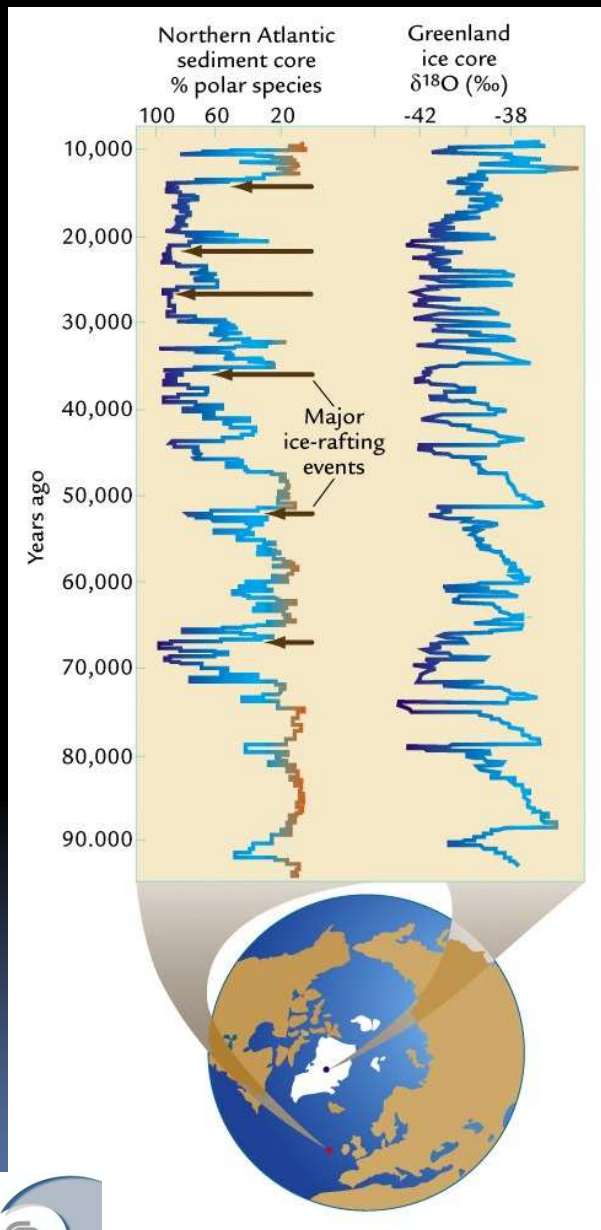 Northern Atlantic
sediment core
% polar species
100 60 20
Greenland
ice core
δ¹⁸O (‰)
-42 -38
Years ago
10,000
20,000
30,000
40,000
50,000
60,000
70,000
80,000
90.000
Major
ice-rafting
events